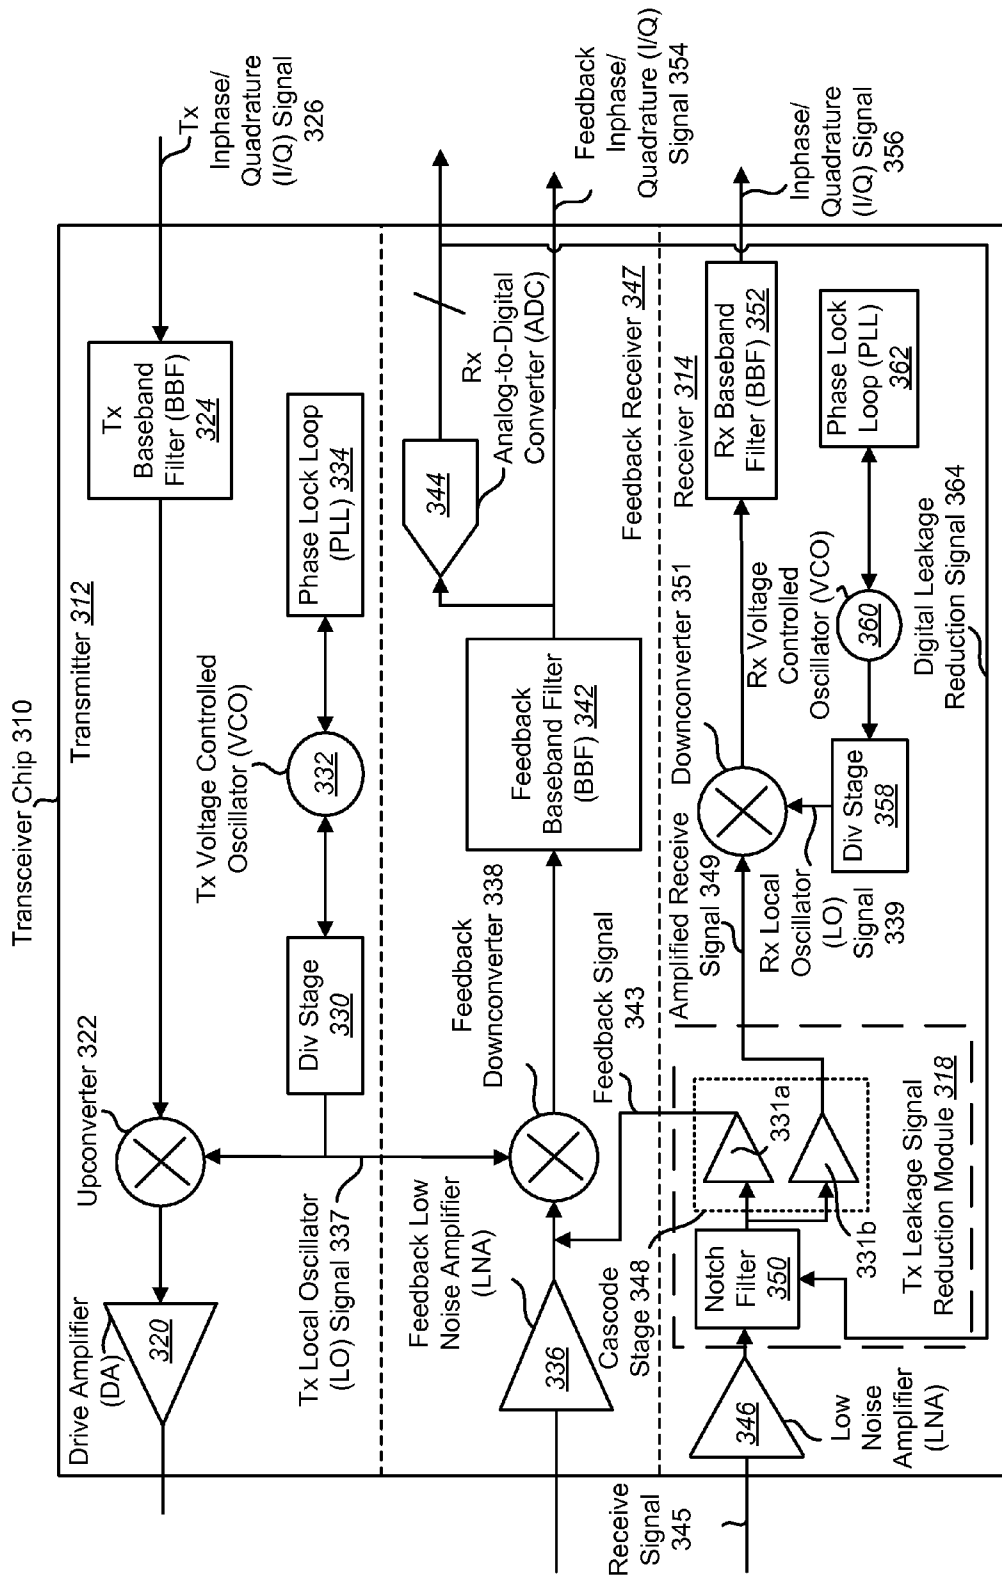 Transceiver Chip 310
Transmitter 312
Drive Amplifier
(DA)
320
Upconverter 322
Tx
Baseband
Filter (BBF)
324
Tx
Inphase/
Quadrature
(I/Q) Signal
326
Tx Local Oscillator
(LO) Signal 337
Div Stage
330
Tx Voltage Controlled
Oscillator (VCO)
332
Phase Lock Loop
(PLL) 334
Feedback Low
Noise Amplifier
(LNA)
336
Feedback
Downconverter 338
Feedback
Baseband Filter
(BBF) 342
344
Rx
Analog-to-Digital
Converter (ADC)
Feedback
Inphase/
Quadrature (I/Q)
Signal 354
Feedback Signal
343
Feedback Receiver 347
Receiver 314
Receive
Signal
345
346
Low
Noise
Amplifier
(LNA)
Cascode
Stage 348
Notch
Filter
350
331a
331b
Tx Leakage Signal
Reduction Module 318
Amplified Receive
Signal 349
Downconverter 351
Rx Local
Oscillator
(LO)
Signal
339
Div Stage
358
Rx Voltage
Controlled
Oscillator (VCO)
360
Phase Lock
Loop (PLL)
362
Rx Baseband
Filter (BBF) 352
Inphase/
Quadrature
(I/Q) Signal
356
Digital Leakage
Reduction Signal 364